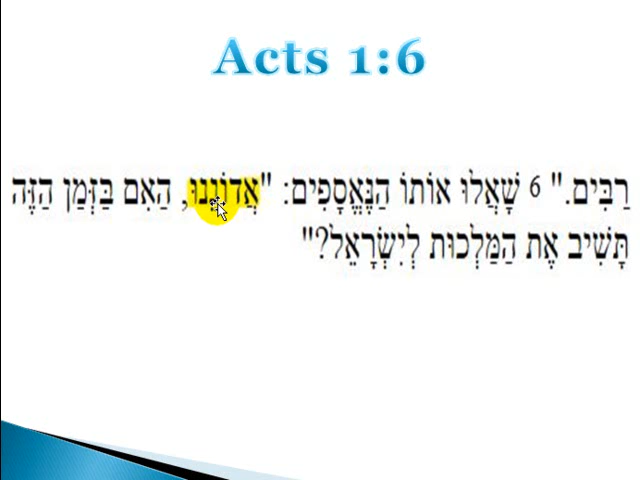 Acts 1:6
רַבִּים." 6 שָׁאֲלוּ אוֹתוֹ הַנֶּאֱסָפִים: "אֲדוֹנֵנוּ, הַאִם בַּזְּמַן הַזֶּה
תָּשִׁיב אֶת הַמַּלְכוּת לְיִשְׂרָאֵל?"